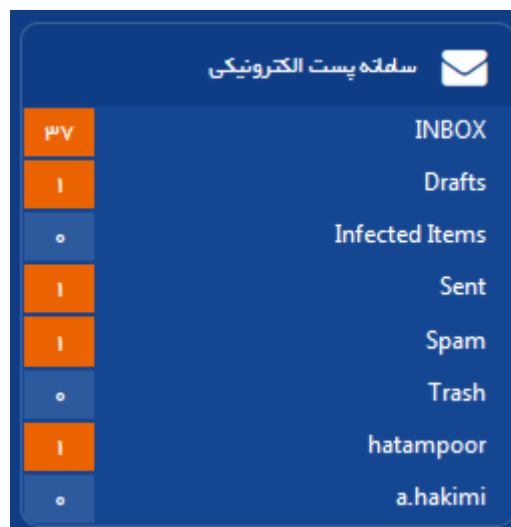 سامانه پست الکترونیکی
INBOX ۳۷
Drafts ۱
Infected Items ۰
Sent ۱
Spam ۱
Trash ۰
hatampoor ۱
a.hakimi ۰